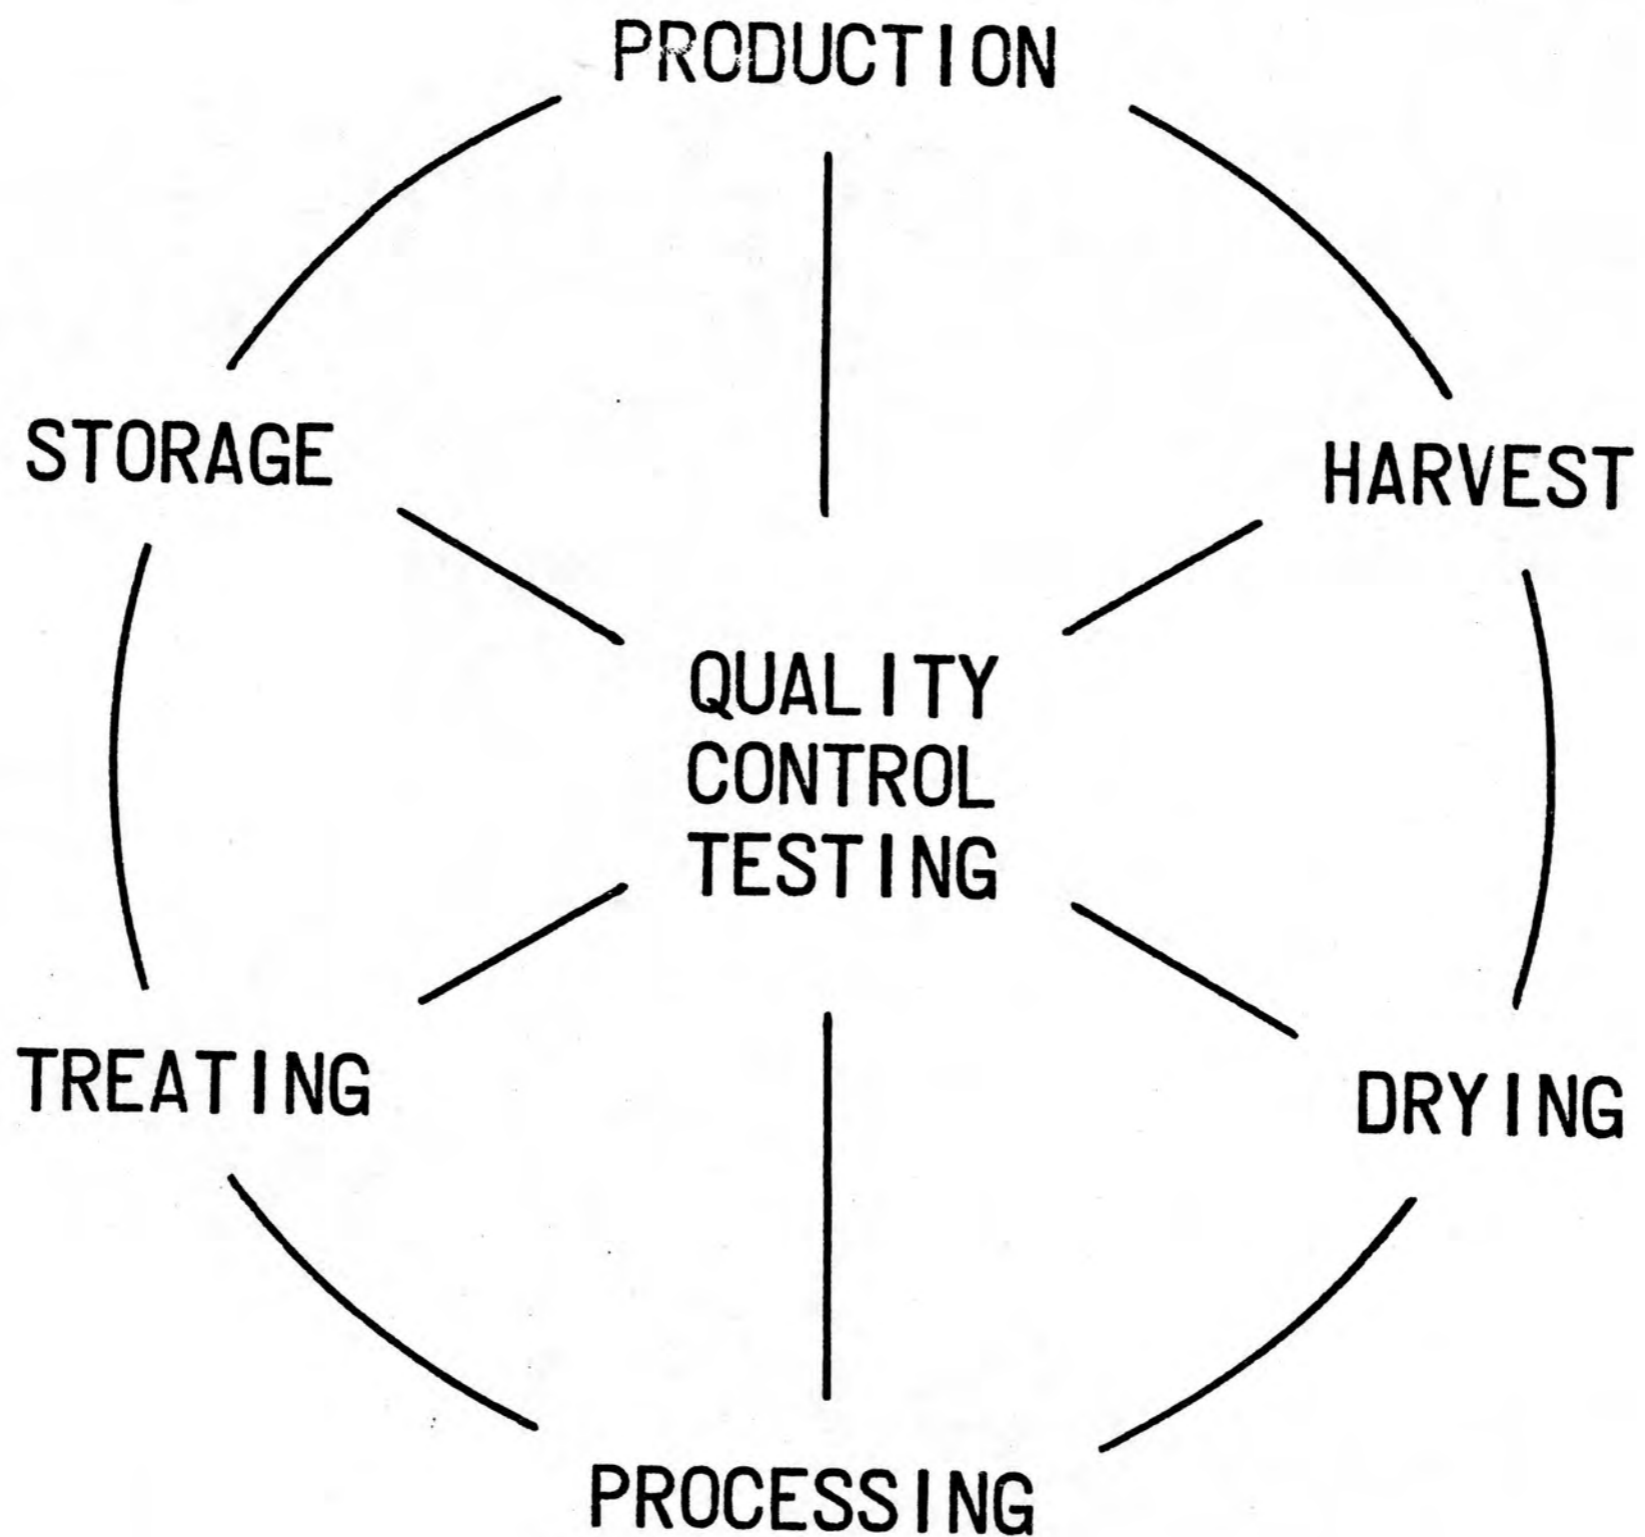 PRODUCTION
STORAGE
HARVEST
QUALITY
CONTROL
TESTING
TREATING
DRYING
PROCESSING